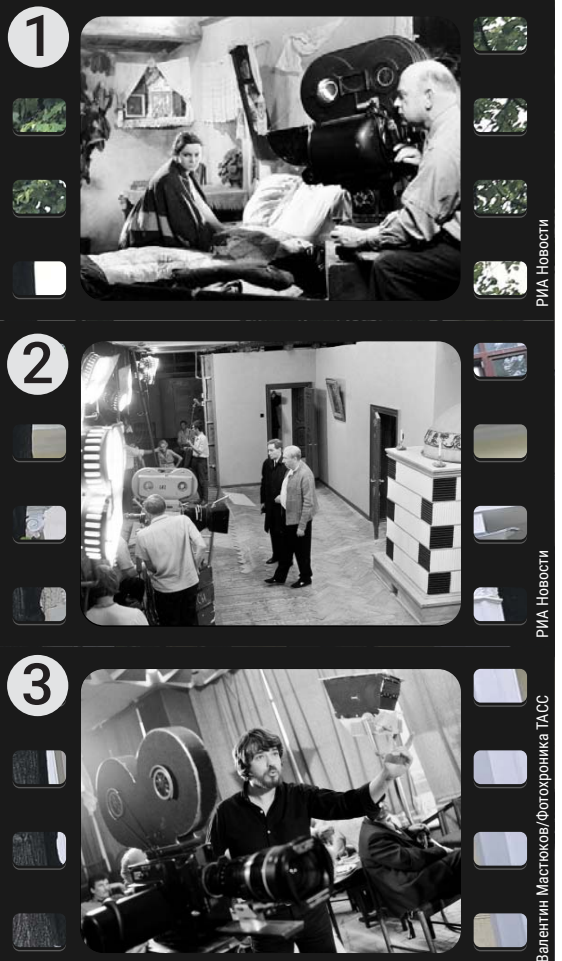 1
РИА Новости
2
РИА Новости
3
Валентин Мастюков/Фотохроника ТАСС